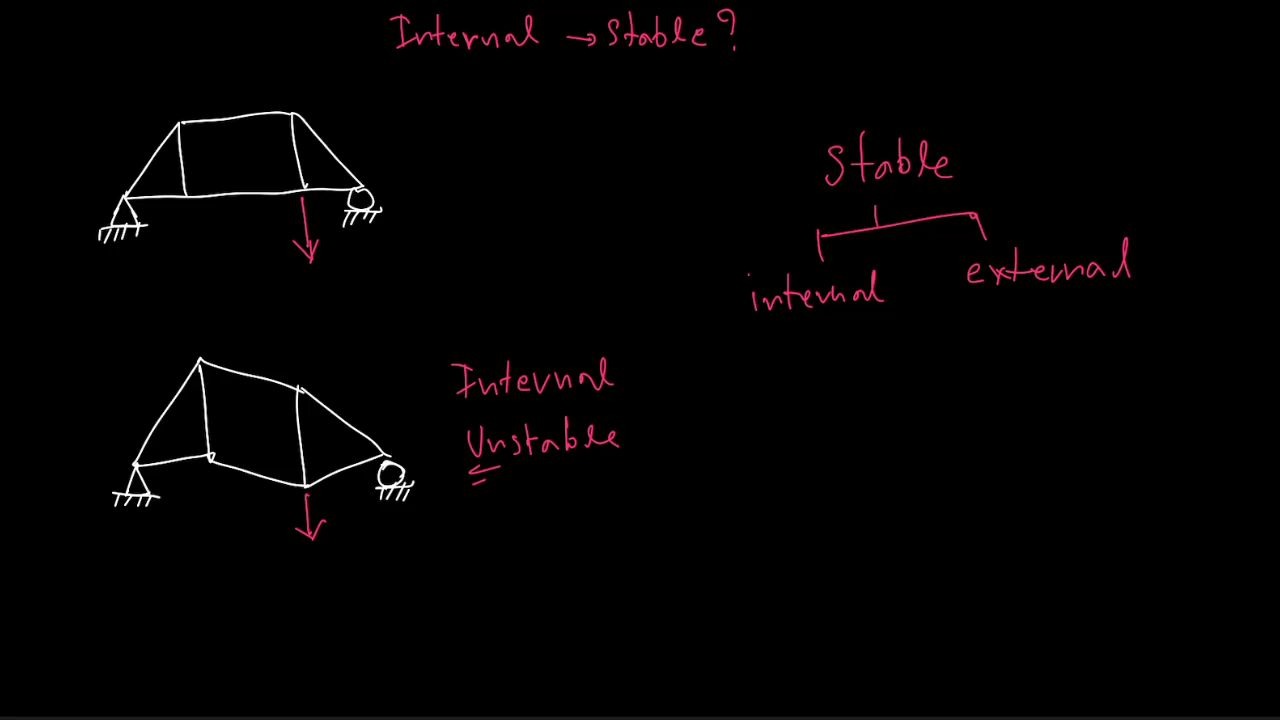 Internal → Stable?
Stable
internal
external
Internal
Unstable